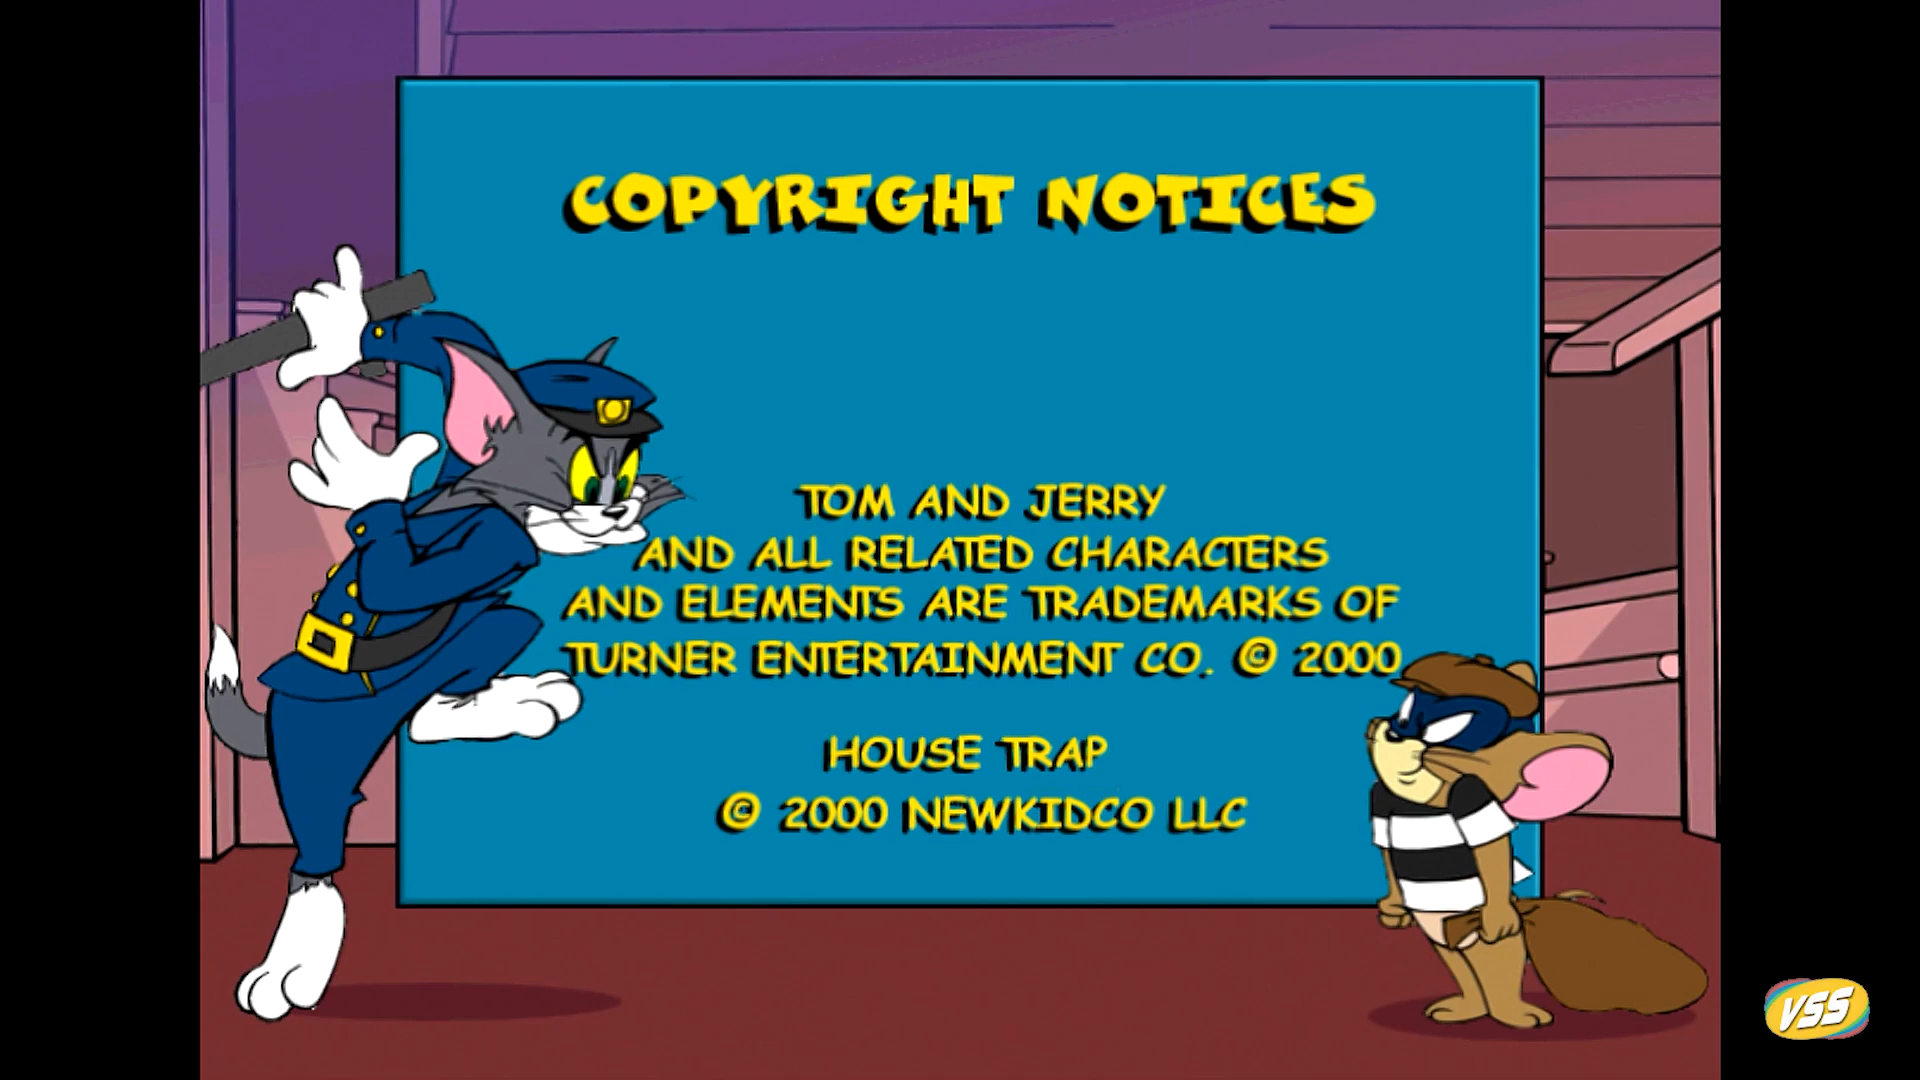 COPYRIGHT NOTICES
TOM AND JERRY
AND ALL RELATED CHARACTERS
AND ELEMENTS ARE TRADEMARKS OF
TURNER ENTERTAINMENT CO. © 2000
HOUSE TRAP
© 2000 NEWKIDCO LLC
VSS